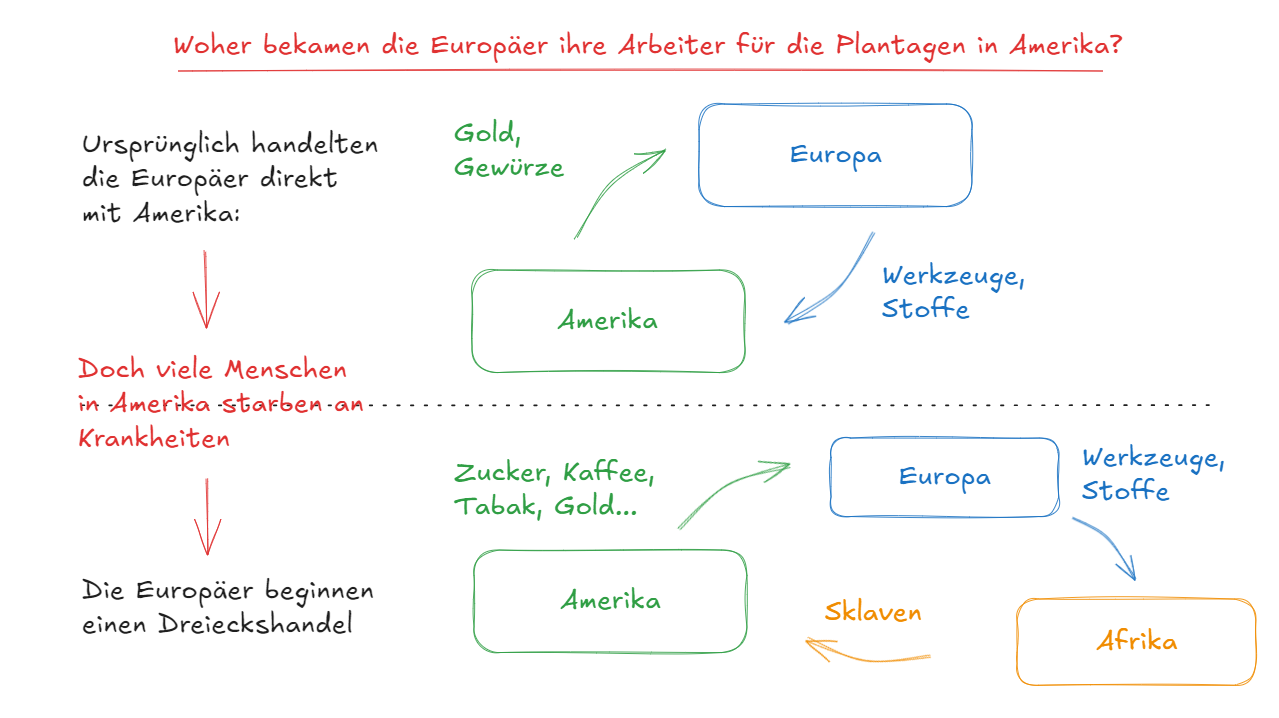 Woher bekamen die Europäer ihre Arbeiter für die Plantagen in Amerika?
Ursprünglich handelten
die Europäer direkt
mit Amerika:
Gold,
Gewürze
Europa
Amerika
Werkzeuge,
Stoffe
Doch viele Menschen
in Amerika starben an
Krankheiten
Zucker, Kaffee,
Tabak, Gold...
Europa
Werkzeuge,
Stoffe
Die Europäer beginnen
einen Dreieckshandel
Amerika
Sklaven
Afrika